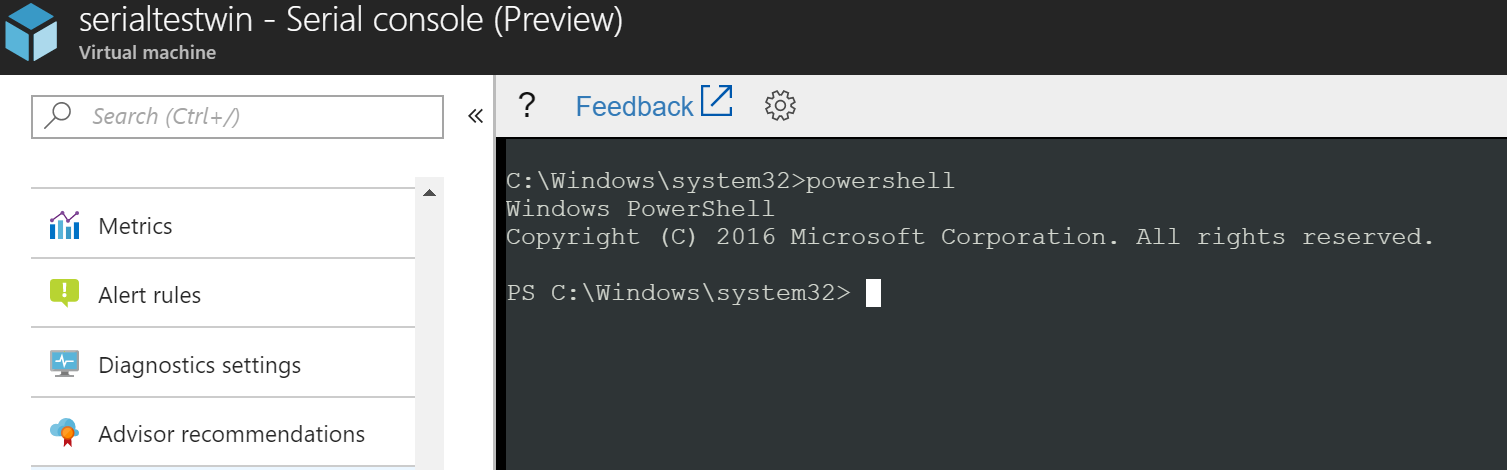 serialtestwin - Serial console (Preview)
Virtual machine
Search (Ctrl+/)
«
? Feedback
Metrics
Alert rules
Diagnostics settings
Advisor recommendations
C:\Windows\system32>powershell
Windows PowerShell
Copyright (C) 2016 Microsoft Corporation. All rights reserved.
PS C:\Windows\system32>